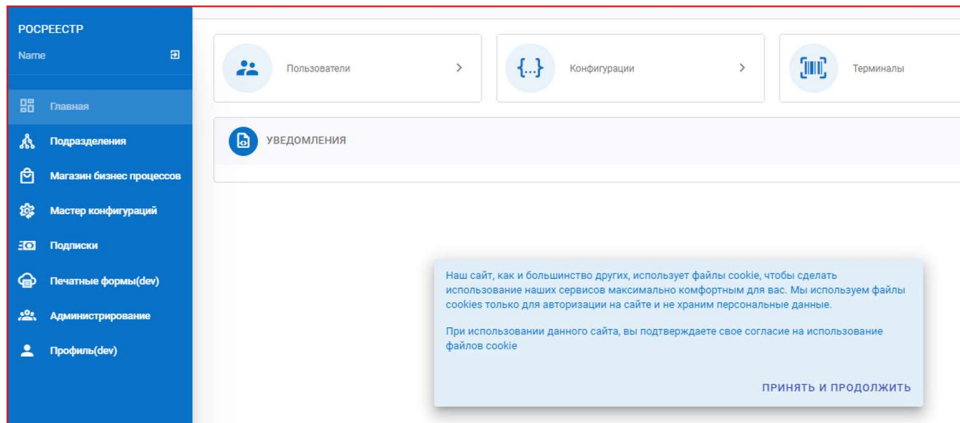 РОСРЕЕСТР
Name
Главная
Подразделения
Магазин бизнес процессов
Мастер конфигураций
Подписки
Печатные формы(dev)
Администрирование
Профиль(dev)
Пользователи
{...} Конфигурации
Терминалы
УВЕДОМЛЕНИЯ
Наш сайт, как и большинство других, использует файлы cookie, чтобы сделать
использование наших сервисов максимально комфортным для вас. Мы используем файлы
cookies только для авторизации на сайте и не храним персональные данные.
При использовании данного сайта, вы подтверждаете свое согласие на использование
файлов cookie
ПРИНЯТЬ И ПРОДОЛЖИТЬ